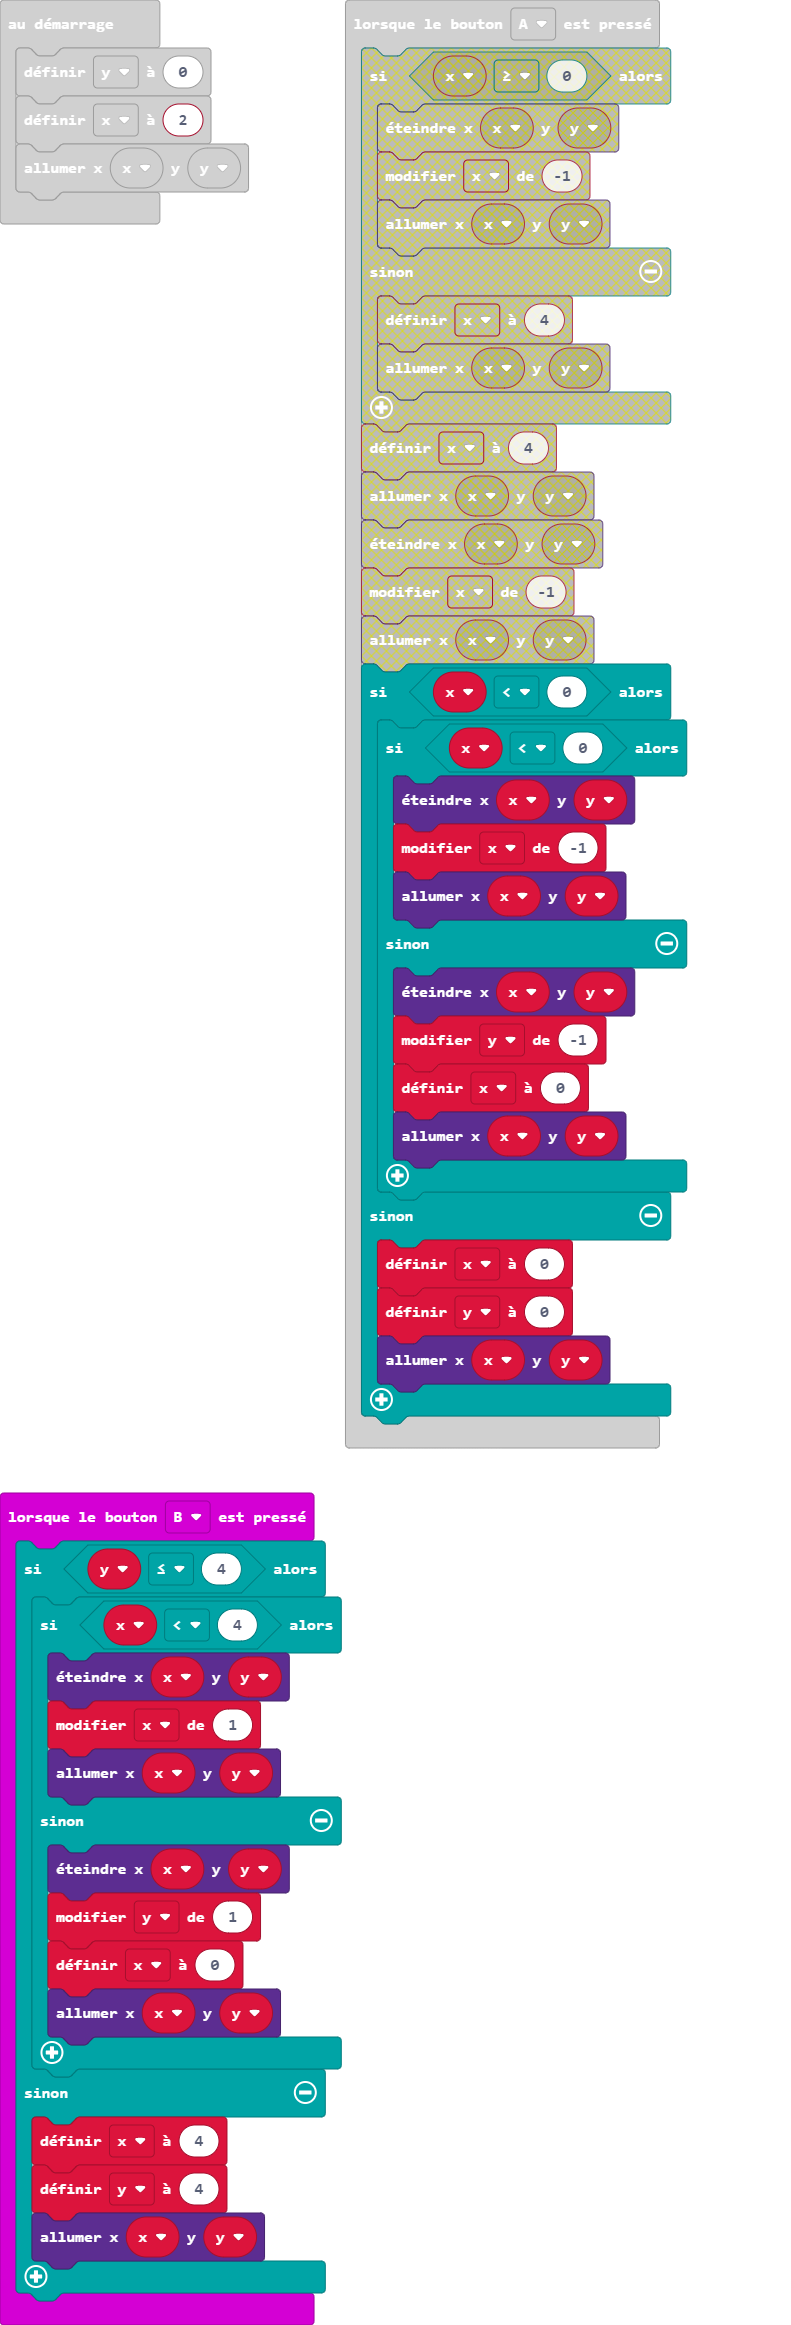 au démarrage
définir y à 0
définir x à 2
allumer x x y y
lorsque le bouton A est pressé
si x ≥ 0 alors
éteindre x x y y
modifier x de -1
allumer x x y y
sinon
définir x à 4
allumer x x y y
définir x à 4
allumer x x y y
éteindre x x y y
modifier x de -1
allumer x x y y
si x < 0 alors
si x < 0 alors
éteindre x x y y
modifier x de -1
allumer x x y y
sinon
éteindre x x y y
modifier y de -1
définir x à 0
allumer x x y y
sinon
définir x à 0
définir y à 0
allumer x x y y
lorsque le bouton B est pressé
si y ≤ 4 alors
si x < 4 alors
éteindre x x y y
modifier x de 1
allumer x x y y
sinon
éteindre x x y y
modifier y de 1
définir x à 0
allumer x x y y
sinon
définir x à 4
définir y à 4
allumer x x y y